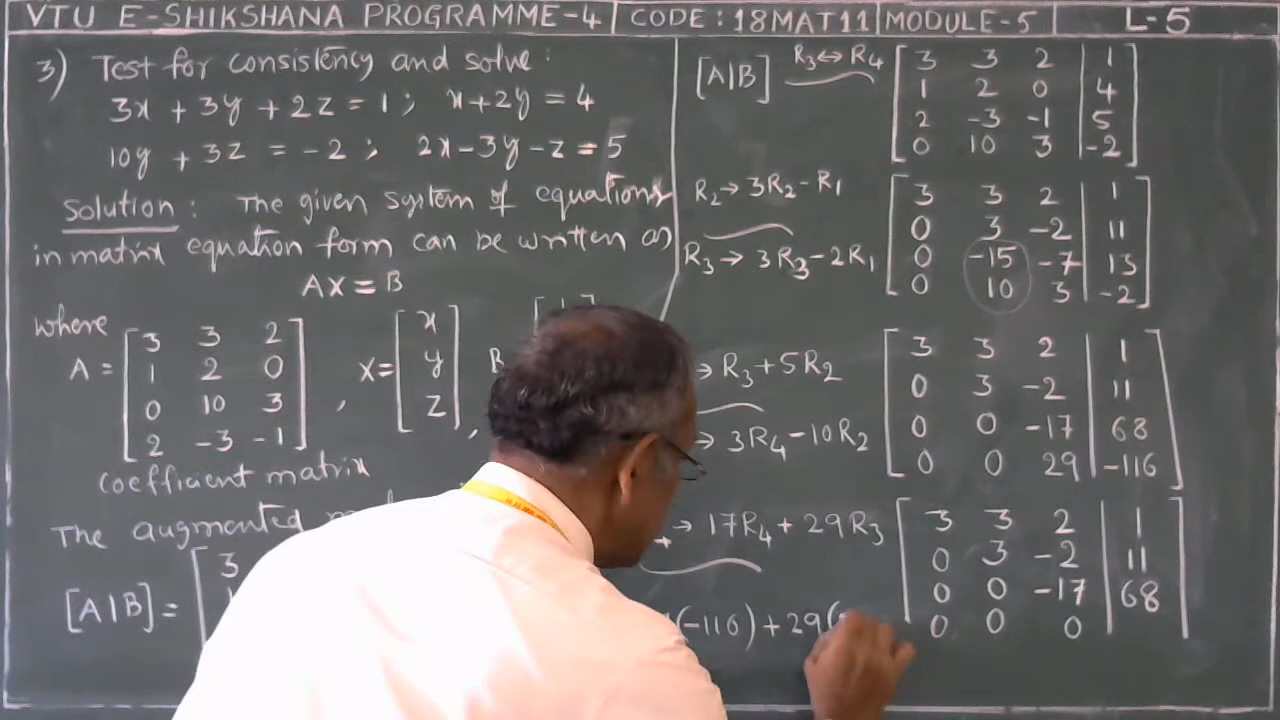 VTU E-SHIKSHANA PROGRAMME-4 | CODE: 18MAT11 | MODULE-5 | L-5
3) Test for consistency and solve:
3x + 3y + 2z = 1 ; x + 2y = 4
10y + 3z = -2 ; 2x - 3y - z = 5
Solution: The given system of equations
in matrix equation form can be written as
AX = B
where
A = [ 3 3 2
1 2 0
0 10 3
2 -3 -1 ] , X = [ x
y
z ] , B
coefficient matrix
The augmented
[A|B] = [ 3
[A|B] R3 ↔ R4 [ 3 3 2 | 1
1 2 0 | 4
2 -3 -1 | 5
0 10 3 | -2 ]
R2 → 3R2 - R1
R3 → 3R3 - 2R1
[ 3 3 2 | 1
0 3 -2 | 11
0 -15 -7 | 13
0 10 3 | -2 ]
→ R3 + 5R2
→ 3R4 - 10R2
[ 3 3 2 | 1
0 3 -2 | 11
0 0 -17 | 68
0 0 29 | -116 ]
→ 17R4 + 29R3
[ 3 3 2 | 1
0 3 -2 | 11
0 0 -17 | 68
0 0 0 | ]
(-116) + 29(